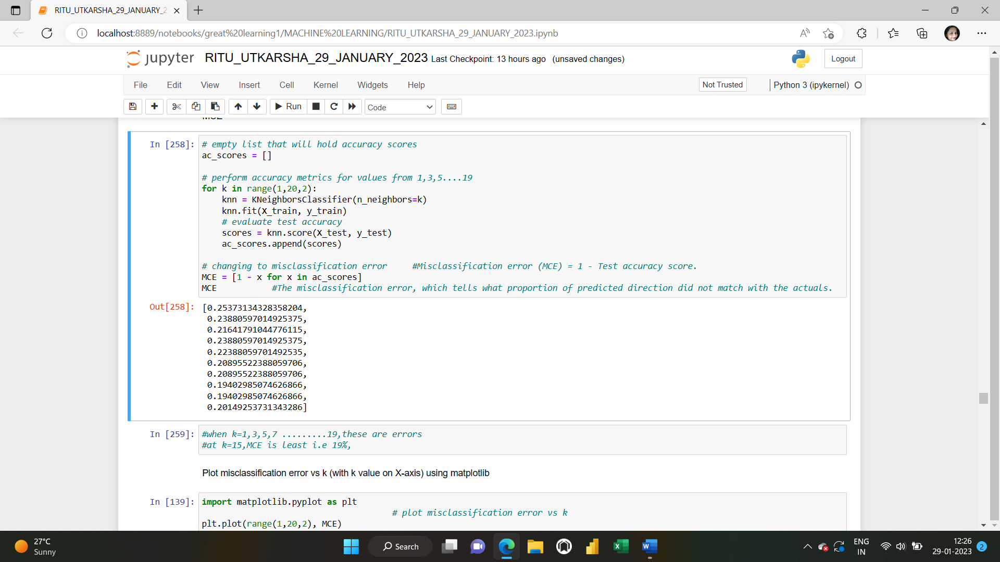 RITU_UTKARSHA_29_JANUARY_2
localhost:8889/notebooks/great%20learning1/MACHINE%20LEARNING/RITU_UTKARSHA_29_JANUARY_2023.ipynb
jupyter RITU_UTKARSHA_29_JANUARY_2023 Last Checkpoint: 13 hours ago (unsaved changes) Logout
File Edit View Insert Cell Kernel Widgets Help Not Trusted Python 3 (ipykernel)
Run Code
MCE
In [258]: # empty list that will hold accuracy scores
ac_scores = []
# perform accuracy metrics for values from 1,3,5....19
for k in range(1,20,2):
    knn = KNeighborsClassifier(n_neighbors=k)
    knn.fit(X_train, y_train)
    # evaluate test accuracy
    scores = knn.score(X_test, y_test)
    ac_scores.append(scores)
# changing to misclassification error     #Misclassification error (MCE) = 1 - Test accuracy score.
MCE = [1 - x for x in ac_scores]
MCE           #The misclassification error, which tells what proportion of predicted direction did not match with the actuals.
Out[258]: [0.25373134328358204,
0.23880597014925375,
0.21641791044776115,
0.23880597014925375,
0.22388059701492535,
0.20895522388059706,
0.20895522388059706,
0.19402985074626866,
0.19402985074626866,
0.20149253731343286]
In [259]: #when k=1,3,5,7 .........19,these are errors
#at k=15,MCE is least i.e 19%,
Plot misclassification error vs k (with k value on X-axis) using matplotlib
In [139]: import matplotlib.pyplot as plt
# plot misclassification error vs k
plt.plot(range(1,20,2), MCE)
27°C
Sunny
Search
ENG
IN
12:26
29-01-2023
2